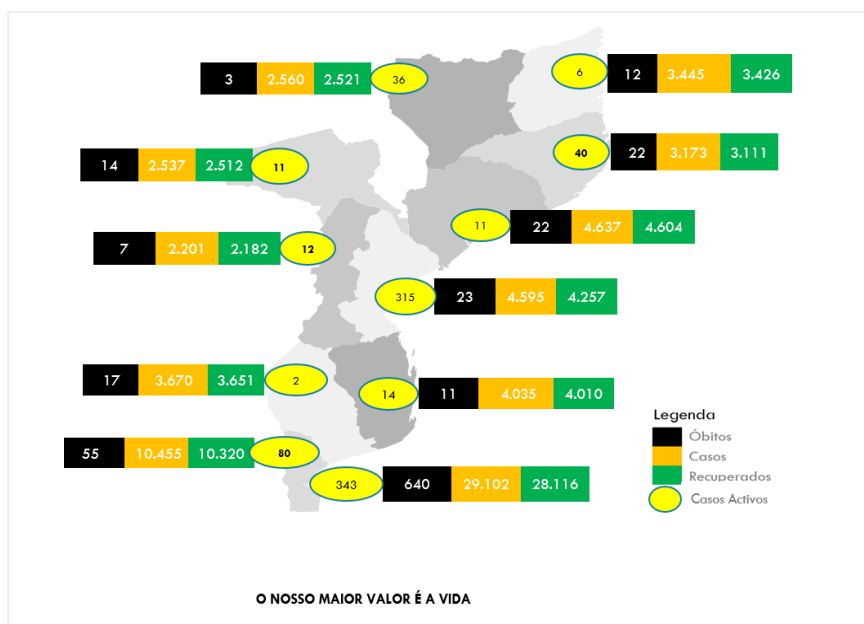 3 2.560 2.521 36
6 12 3.445 3.426
14 2.537 2.512 11
40 22 3.173 3.111
11 22 4.637 4.604
7 2.201 2.182 12
315 23 4.595 4.257
17 3.670 3.651 2
14 11 4.035 4.010
Legenda
Óbitos
Casos
Recuperados
Casos Activos
55 10.455 10.320 80
343 640 29.102 28.116
O NOSSO MAIOR VALOR É A VIDA